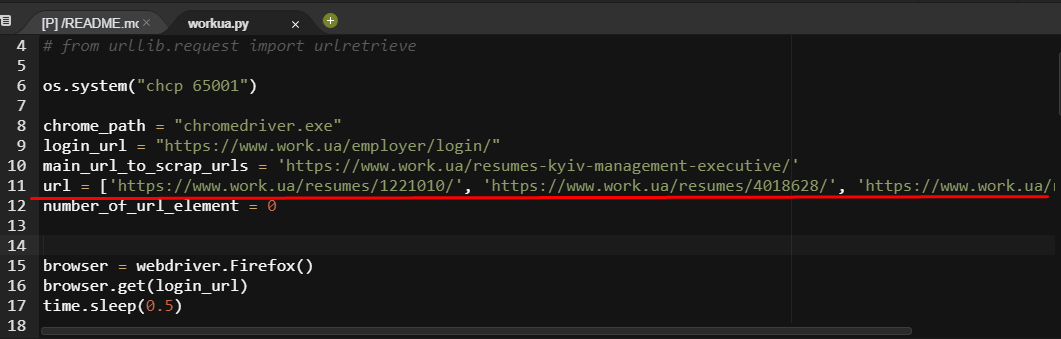 [P] /README.mc × workua.py ×
4 # from urllib.request import urlretrieve
5
6 os.system("chcp 65001")
7
8 chrome_path = "chromedriver.exe"
9 login_url = "https://www.work.ua/employer/login/"
10 main_url_to_scrap_urls = 'https://www.work.ua/resumes-kyiv-management-executive/'
11 url = ['https://www.work.ua/resumes/1221010/', 'https://www.work.ua/resumes/4018628/', 'https://www.work.ua/
12 number_of_url_element = 0
13
14
15 browser = webdriver.Firefox()
16 browser.get(login_url)
17 time.sleep(0.5)
18